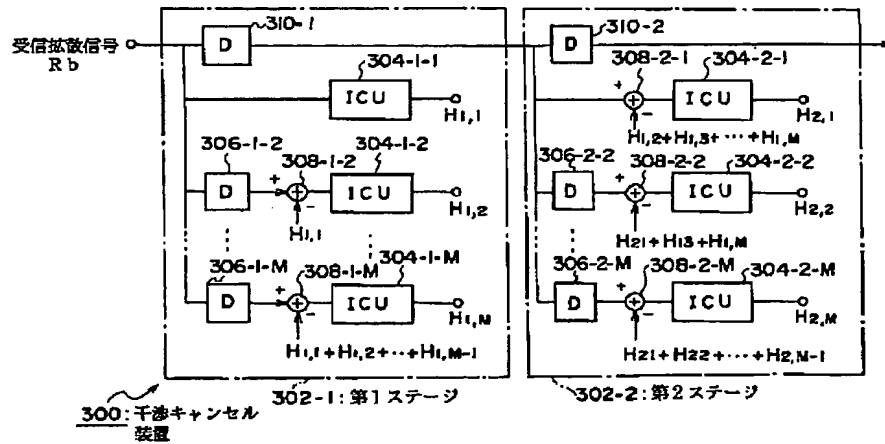 310-1
310-2
受信拡散信号
Rb
D
D
304-1-1
308-2-1
304-2-1
ICU
H1,1
+
−
ICU
H2,1
H1,2+H1,3+ ··· +H1,M
306-1-2
308-1-2
304-1-2
306-2-2
308-2-2
304-2-2
D
+
−
ICU
H1,2
H1,1
D
+
−
ICU
H2,2
H21+H13+H1,M
306-1-M
308-1-M
304-1-M
306-2-M
308-2-M
304-2-M
D
+
−
ICU
H1,M
H1,1+H1,2+ ·· +H1,M-1
D
+
−
ICU
H2,M
H21+H22+ ··· +H2,M-1
302-1:第1ステージ
302-2:第2ステージ
300:干渉キャンセル
装置